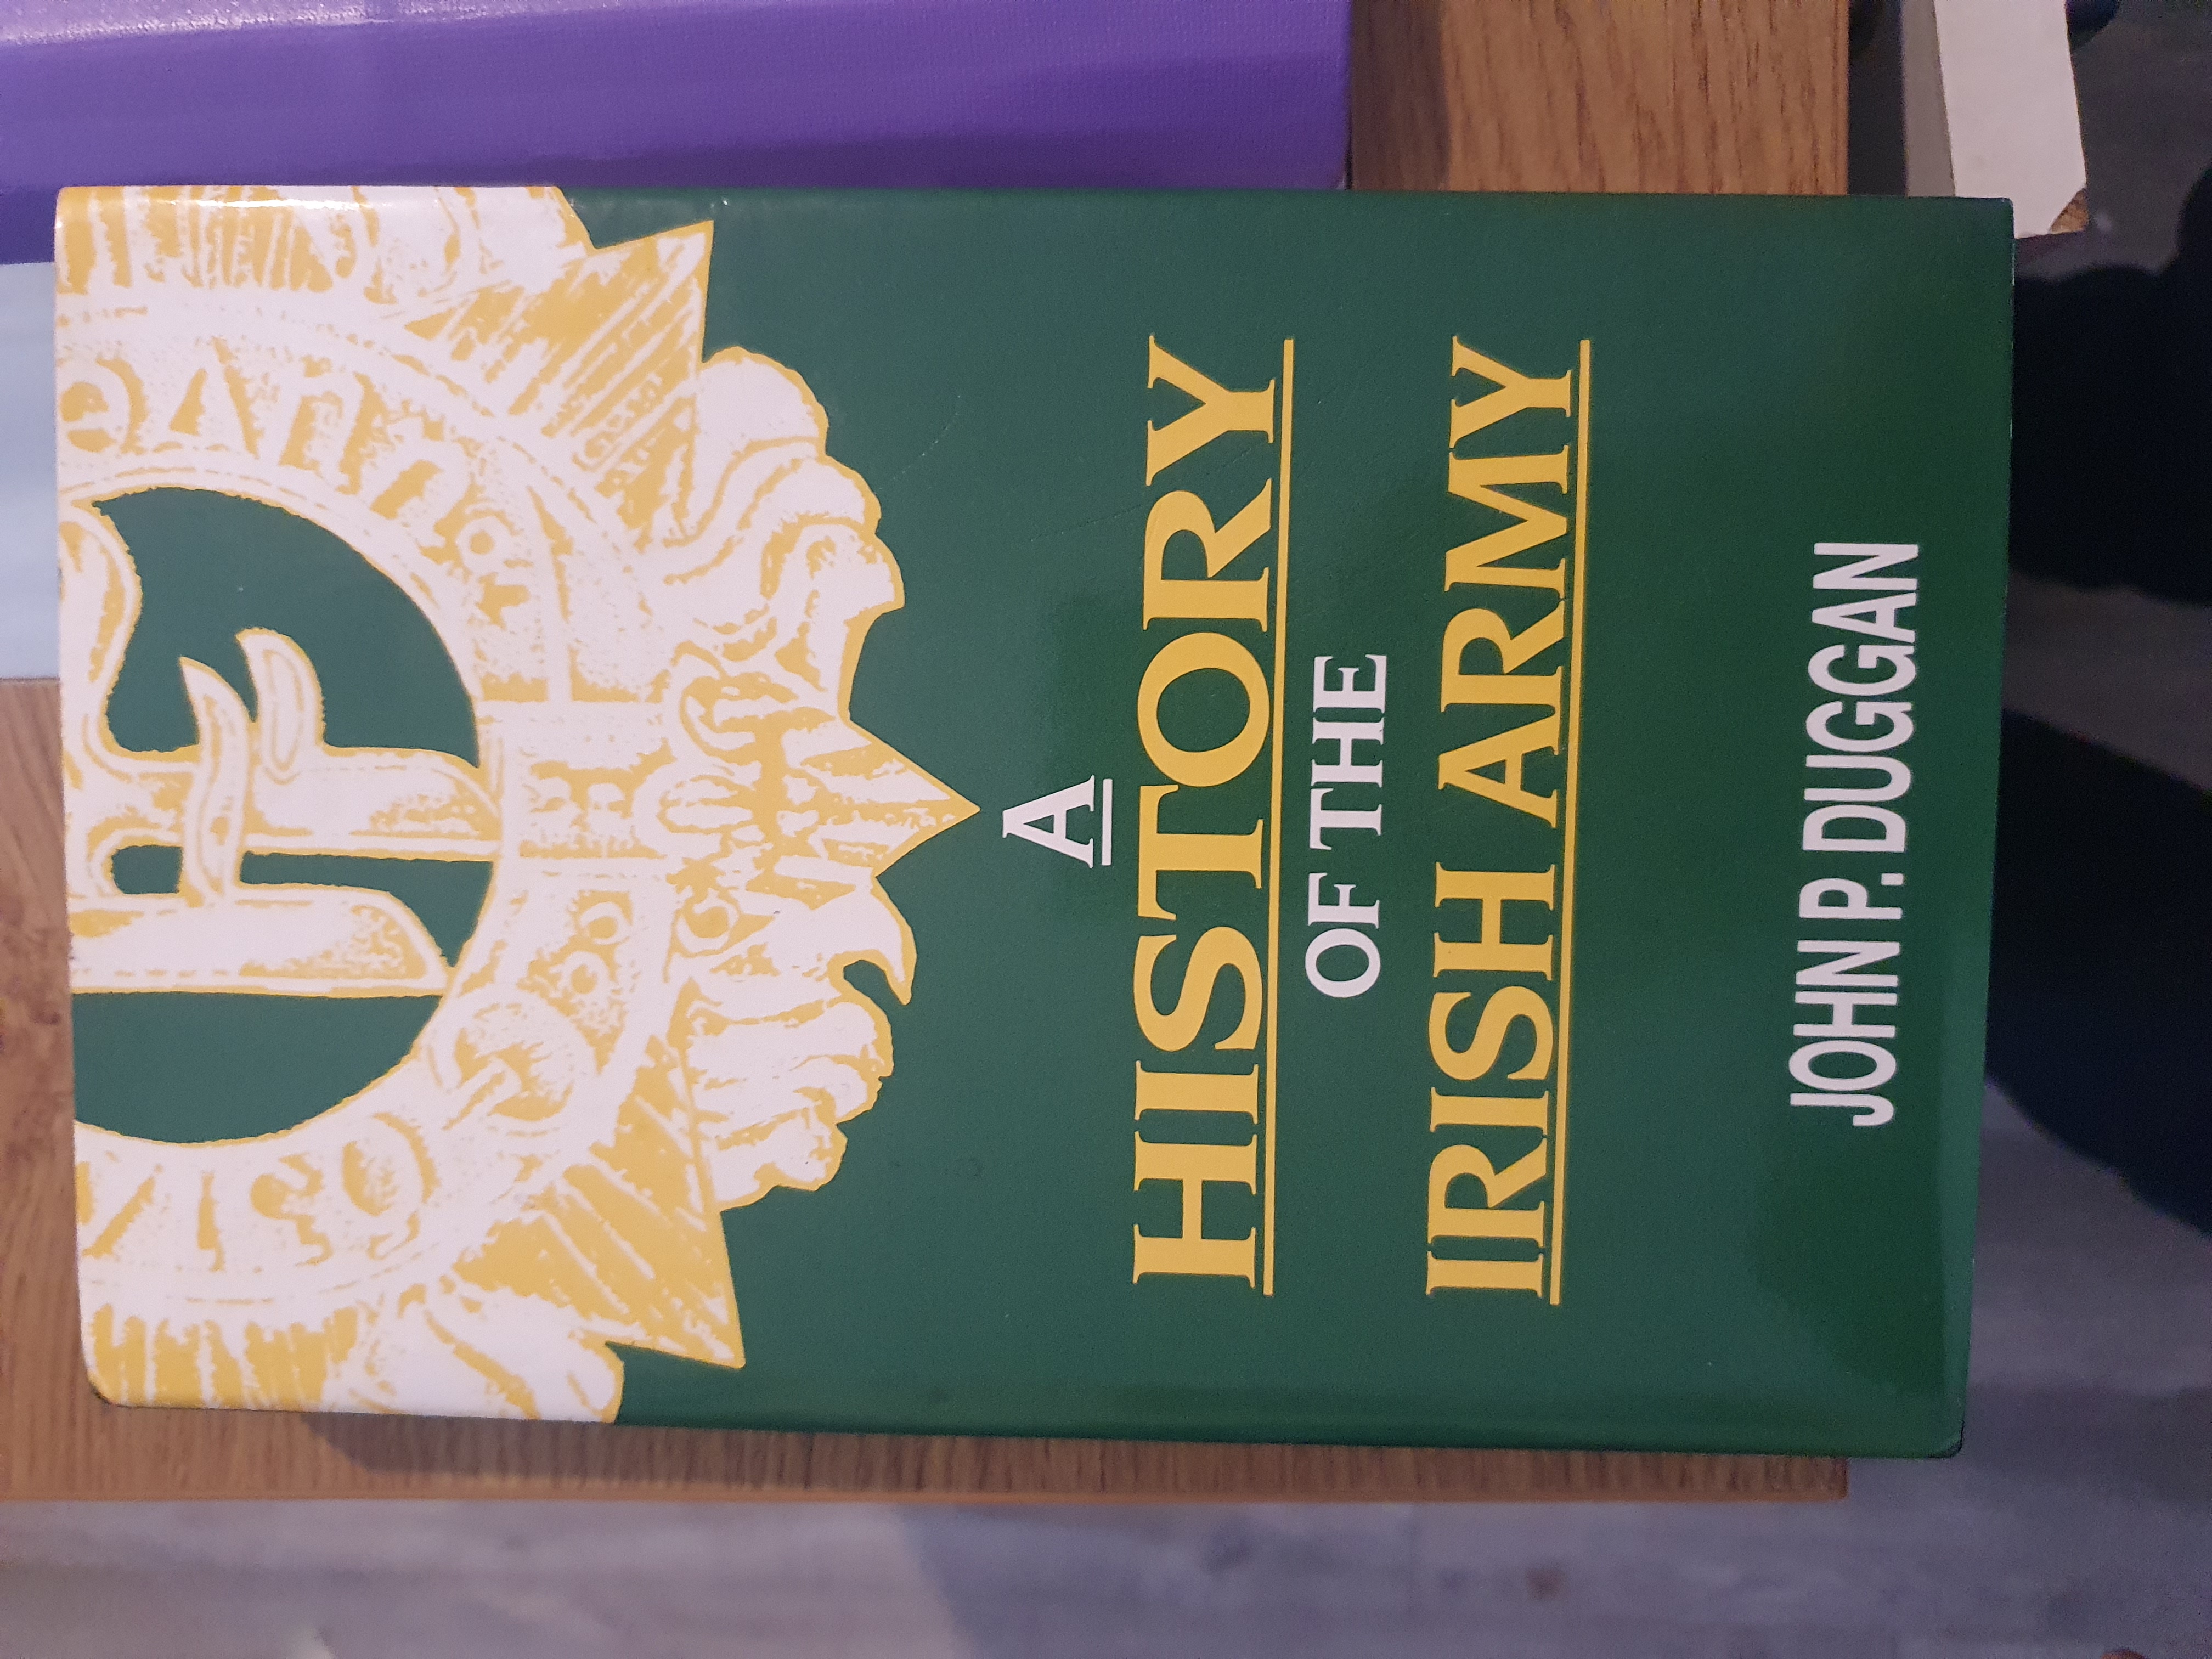 A
HISTORY
OF THE
IRISH ARMY
JOHN P. DUGGAN